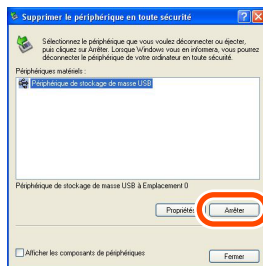 Supprimer le périphérique en toute sécurité
Sélectionnez le périphérique que vous voulez déconnecter ou éjecter,
puis cliquez sur Arrêter. Lorsque Windows vous en informera, vous pourrez
déconnecter le périphérique de votre ordinateur en toute sécurité.
Périphériques matériels :
Périphérique de stockage de masse USB
Périphérique de stockage de masse USB à Emplacement 0
Propriétés
Arrêter
Afficher les composants de périphériques
Fermer